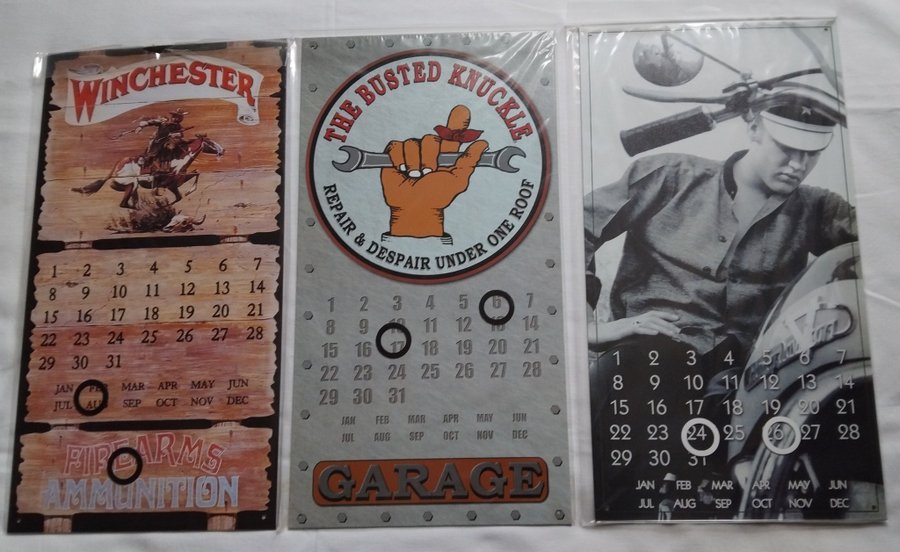 WINCHESTER
1 2 3 4 5 6 7
8 9 10 11 12 13 14
15 16 17 18 19 20 21
22 23 24 25 26 27 28
29 30 31
JAN FEB MAR APR MAY JUN
JUL AUG SEP OCT NOV DEC
FIREARMS
AMMUNITION
THE BUSTED KNUCKLE
REPAIR & DESPAIR UNDER ONE ROOF
1 2 3 4 5 6 7
8 9 10 11 12 13 14
15 16 17 18 19 20 21
22 23 24 25 26 27 28
29 30 31
JAN FEB MAR APR MAY JUN
JUL AUG SEP OCT NOV DEC
GARAGE
1 2 3 4 5 6 7
8 9 10 11 12 13 14
15 16 17 18 19 20 21
22 23 24 25 26 27 28
29 30 31
JAN FEB MAR APR MAY JUN
JUL AUG SEP OCT NOV DEC